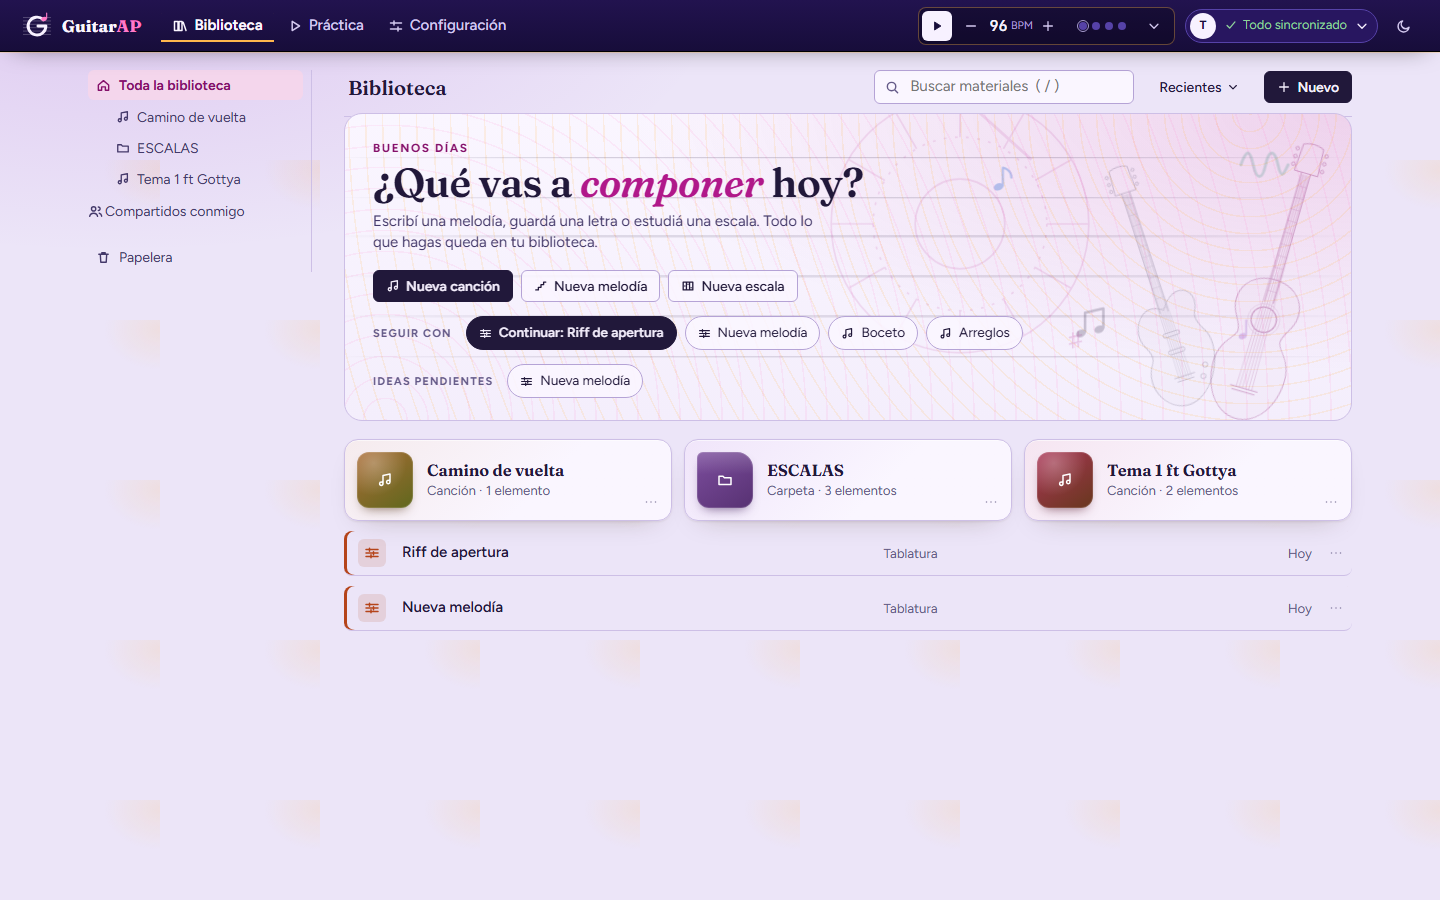 GuitarAP
Biblioteca
Práctica
Configuración
96 BPM
T
Todo sincronizado
Toda la biblioteca
Camino de vuelta
ESCALAS
Tema 1 ft Gottya
Compartidos conmigo
Papelera
Biblioteca
Buscar materiales ( / )
Recientes
Nuevo
BUENOS DÍAS
¿Qué vas a componer hoy?
Escribí una melodía, guardá una letra o estudiá una escala. Todo lo
que hagas queda en tu biblioteca.
Nueva canción
Nueva melodía
Nueva escala
SEGUIR CON
Continuar: Riff de apertura
Nueva melodía
Boceto
Arreglos
IDEAS PENDIENTES
Nueva melodía
Camino de vuelta
Canción · 1 elemento
ESCALAS
Carpeta · 3 elementos
Tema 1 ft Gottya
Canción · 2 elementos
Riff de apertura
Tablatura
Hoy
Nueva melodía
Tablatura
Hoy